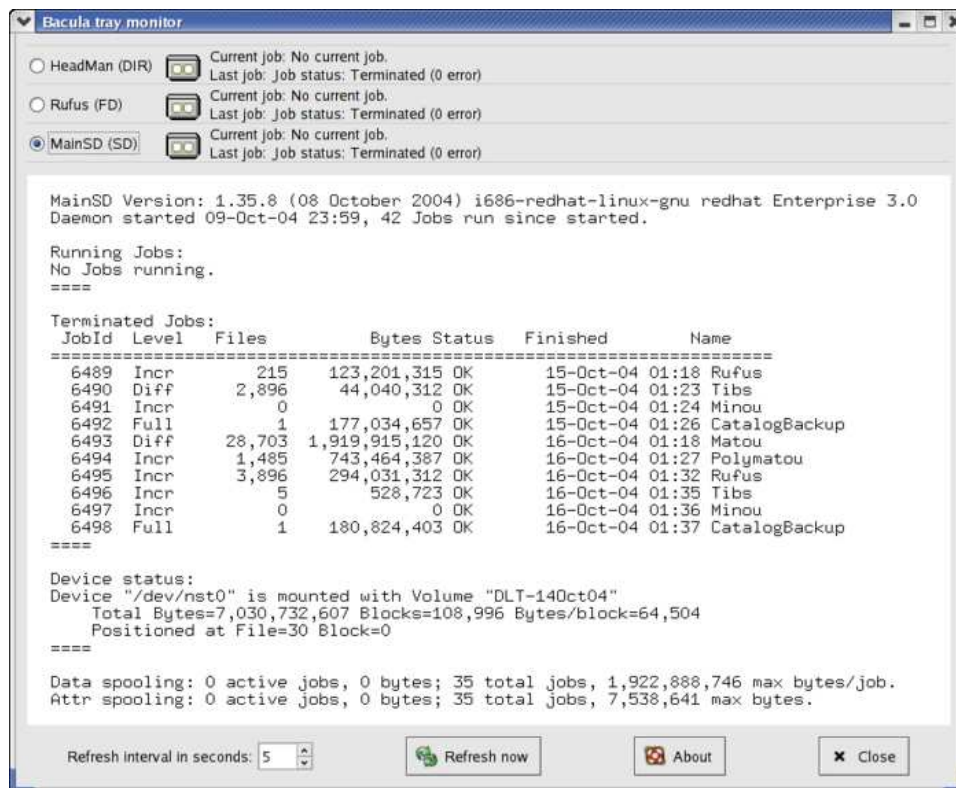 Bacula tray monitor
HeadMan (DIR)
Current job: No current job.
Last job: Job status: Terminated (0 error)
Rufus (FD)
Current job: No current job.
Last job: Job status: Terminated (0 error)
MainSD (SD)
Current job: No current job.
Last job: Job status: Terminated (0 error)
MainSD Version: 1.35.8 (08 October 2004) i686-redhat-linux-gnu redhat Enterprise 3.0
Daemon started 09-Oct-04 23:59, 42 Jobs run since started.
Running Jobs:
No Jobs running.
====
Terminated Jobs:
JobId Level Files Bytes Status Finished Name
======================================================================
6489 Incr 215 123,201,315 OK 15-Oct-04 01:18 Rufus
6490 Diff 2,896 44,040,312 OK 15-Oct-04 01:23 Tibs
6491 Incr 0 0 OK 15-Oct-04 01:24 Minou
6492 Full 1 177,034,657 OK 15-Oct-04 01:26 CatalogBackup
6493 Diff 28,703 1,919,915,120 OK 16-Oct-04 01:18 Matou
6494 Incr 1,485 743,464,387 OK 16-Oct-04 01:27 Polymatou
6495 Incr 3,896 294,031,312 OK 16-Oct-04 01:32 Rufus
6496 Incr 5 528,723 OK 16-Oct-04 01:35 Tibs
6497 Incr 0 0 OK 16-Oct-04 01:36 Minou
6498 Full 1 180,824,403 OK 16-Oct-04 01:37 CatalogBackup
====
Device status:
Device "/dev/nst0" is mounted with Volume "DLT-14Oct04"
Total Bytes=7,030,732,607 Blocks=108,996 Bytes/block=64,504
Positioned at File=30 Block=0
====
Data spooling: 0 active jobs, 0 bytes; 35 total jobs, 1,922,888,746 max bytes/job.
Attr spooling: 0 active jobs, 0 bytes; 35 total jobs, 7,538,641 max bytes.
Refresh interval in seconds: 5
Refresh now
About
Close